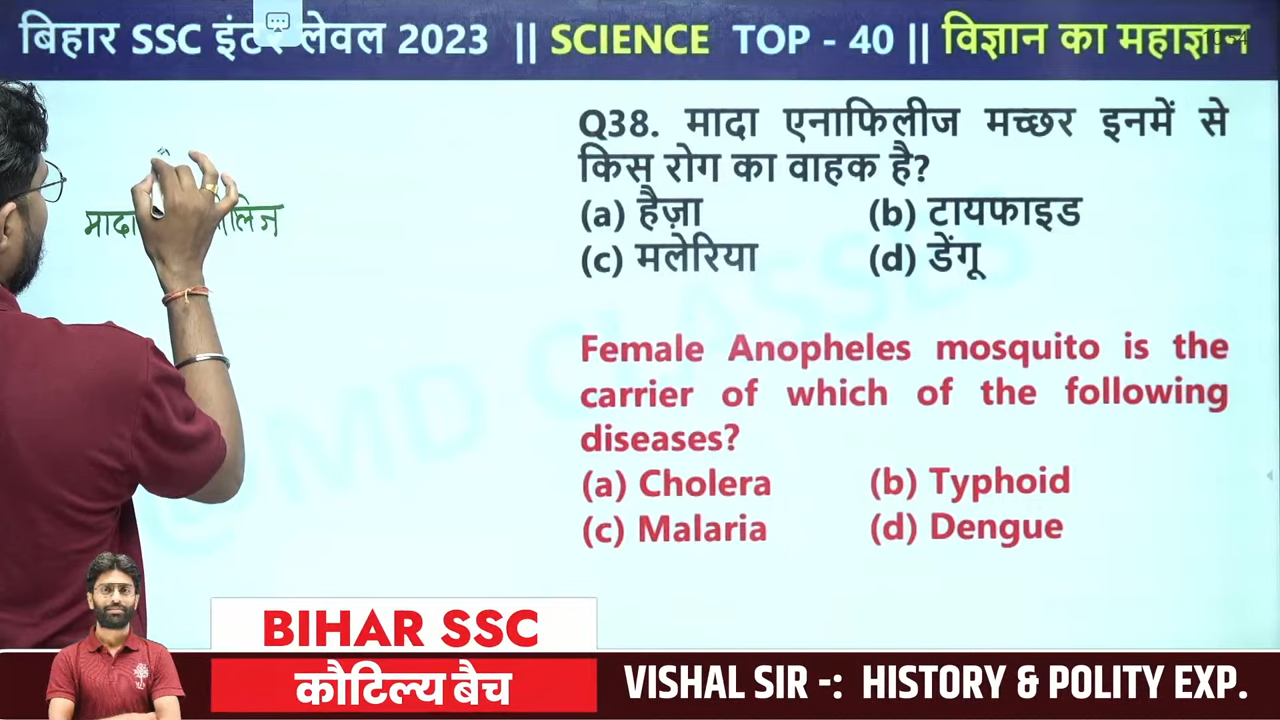 बिहार SSC इंटर लेवल 2023 || SCIENCE TOP - 40 || विज्ञान का महाज्ञान
Q38. मादा एनाफिलीज मच्छर इनमें से
किस रोग का वाहक है?
(a) हैज़ा (b) टायफाइड
(c) मलेरिया (d) डेंगू
मादा
Female Anopheles mosquito is the
carrier of which of the following
diseases?
(a) Cholera (b) Typhoid
(c) Malaria (d) Dengue
@MD CLASSES
BIHAR SSC
कौटिल्य बैच
VISHAL SIR -: HISTORY & POLITY EXP.